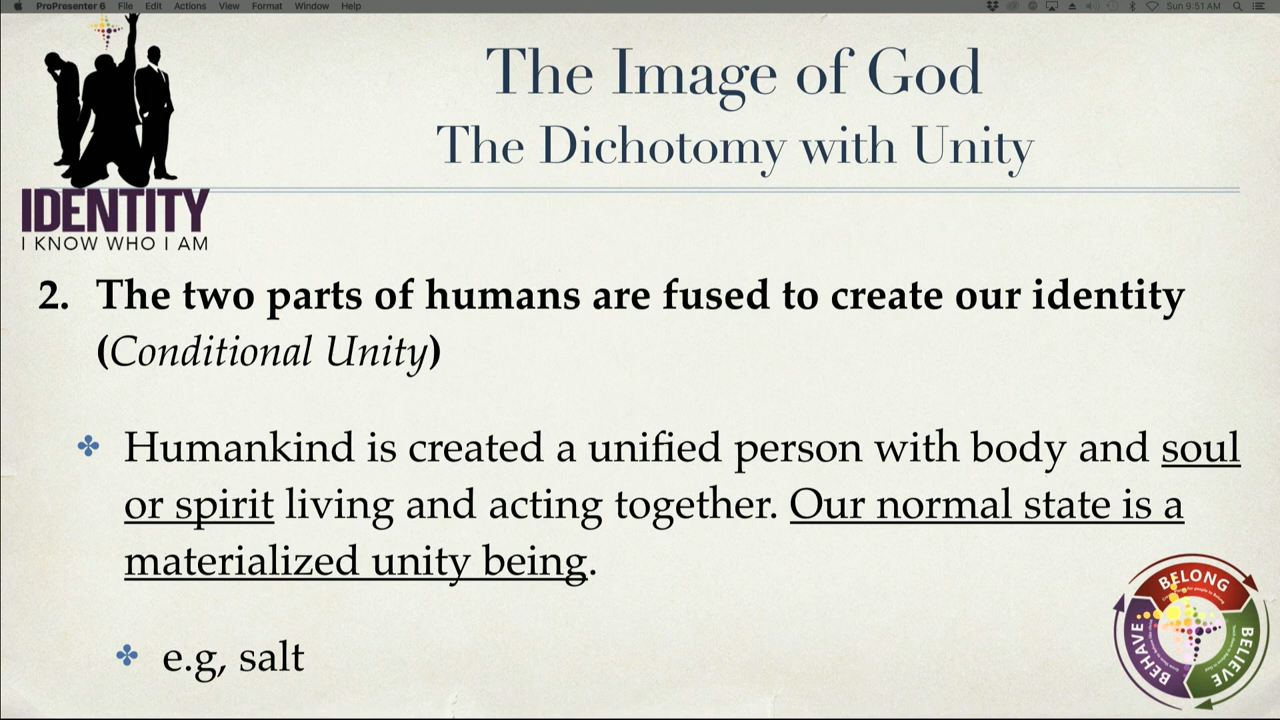 ProPresenter 6 File Edit Actions View Format Window Help Sun 9:51 AM
The Image of God
The Dichotomy with Unity
IDENTITY
I KNOW WHO I AM
2. The two parts of humans are fused to create our identity
(Conditional Unity)
Humankind is created a unified person with body and soul
or spirit living and acting together. Our normal state is a
materialized unity being.
e.g, salt
BELONG
BEHAVE
BELIEVE